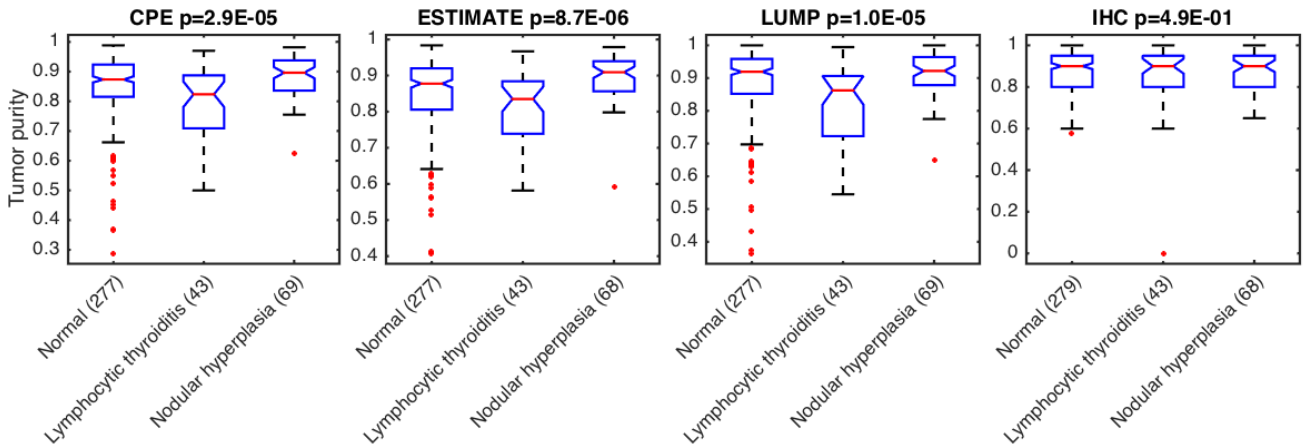 CPE p=2.9E-05
Tumor purity
1
0.9
0.8
0.7
0.6
0.5
0.4
0.3
Normal (277)
Lymphocytic thyroiditis (43)
Nodular hyperplasia (69)
ESTIMATE p=8.7E-06
1
0.9
0.8
0.7
0.6
0.5
0.4
Normal (277)
Lymphocytic thyroiditis (43)
Nodular hyperplasia (68)
LUMP p=1.0E-05
1
0.9
0.8
0.7
0.6
0.5
0.4
Normal (277)
Lymphocytic thyroiditis (43)
Nodular hyperplasia (69)
IHC p=4.9E-01
1
0.8
0.6
0.4
0.2
0
Normal (279)
Lymphocytic thyroiditis (43)
Nodular hyperplasia (68)